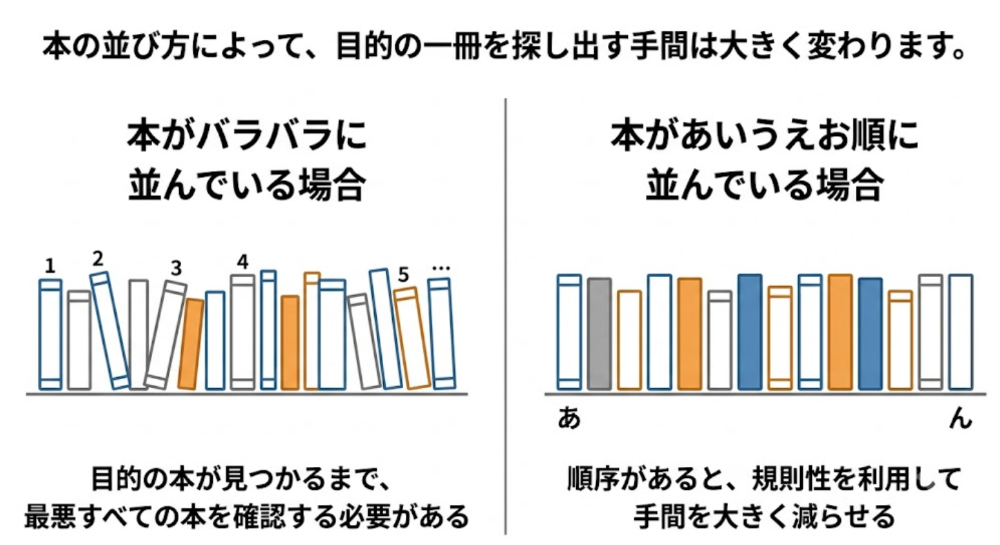 本の並び方によって、目的の一冊を探し出す手間は大きく変わります。
本がバラバラに
並んでいる場合
1 2 3 4 5 ...
目的の本が見つかるまで、
最悪すべての本を確認する必要がある
本があいうえお順に
並んでいる場合
あ ん
順序があると、規則性を利用して
手間を大きく減らせる